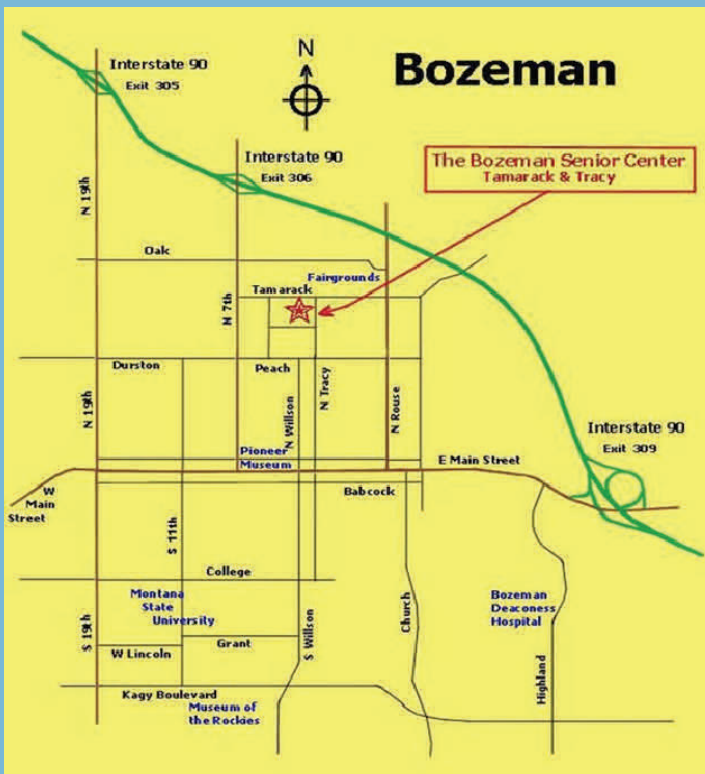 N
Bozeman
Interstate 90
Exit 305
Interstate 90
Exit 306
The Bozeman Senior Center
Tamarack & Tracy
N 19th
Oak
Fairgrounds
Tamarack
N 7th
Durston
Peach
N Willson
N Tracy
N Rouse
N 19th
Interstate 90
Exit 309
Pioneer
Museum
E Main Street
W
Main
Street
Babcock
S 11th
College
Montana
State
University
Church
Bozeman
Deaconess
Hospital
S 19th
Grant
S Willson
W Lincoln
Highland
Kagy Boulevard
Museum of
the Rockies